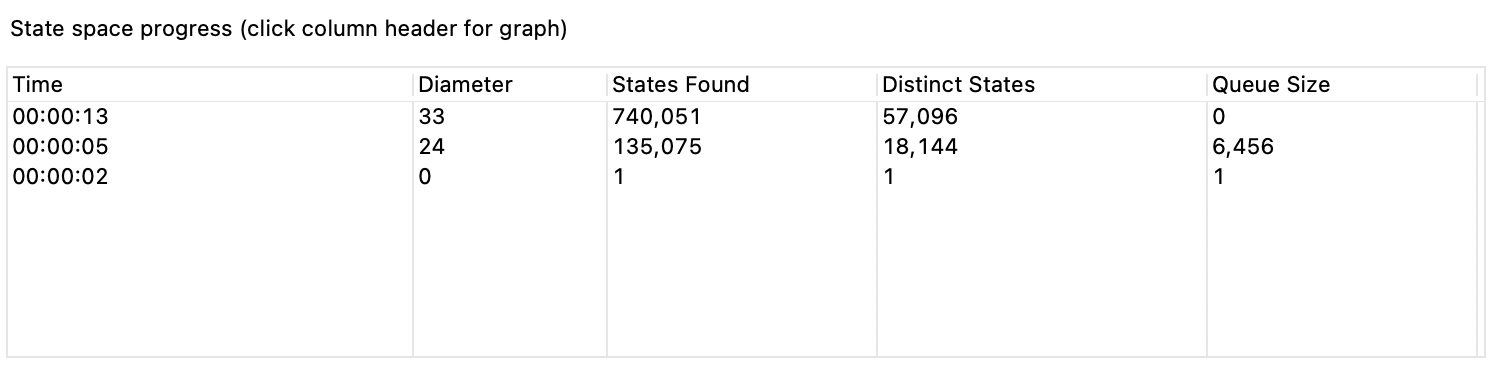 State space progress (click column header for graph)
Time Diameter States Found Distinct States Queue Size
00:00:13 33 740,051 57,096 0
00:00:05 24 135,075 18,144 6,456
00:00:02 0 1 1 1